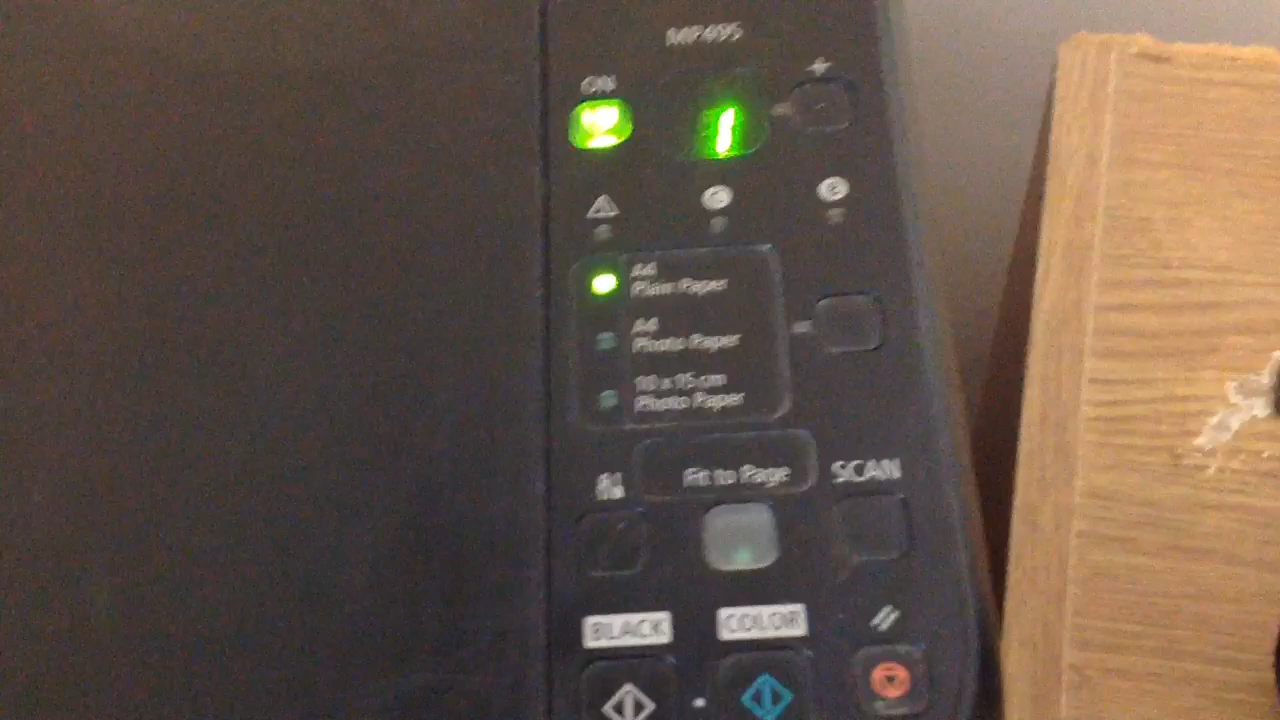 MP495
ON
+
1
A4
Plain Paper
A4
Photo Paper
10 x 15 cm
Photo Paper
Fit to Page
SCAN
BLACK
COLOR